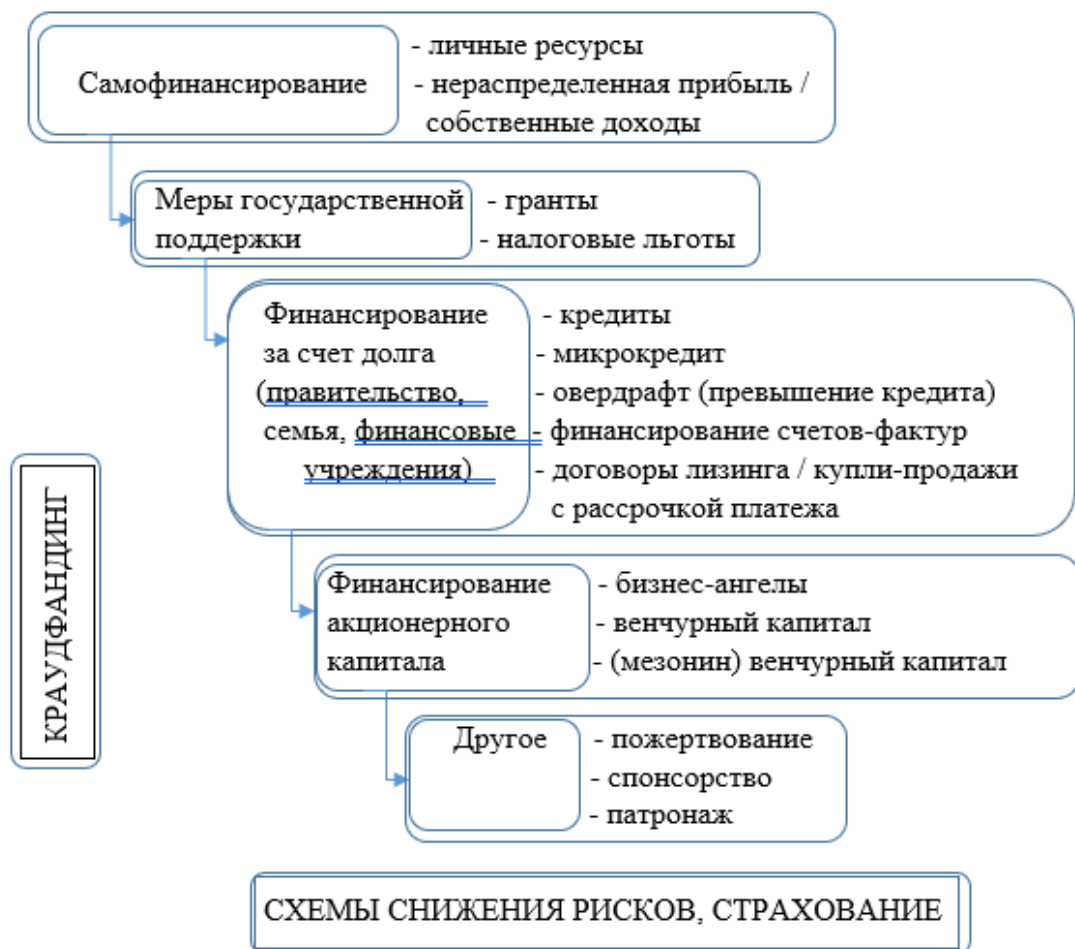 Самофинансирование
- личные ресурсы
- нераспределенная прибыль /
собственные доходы
Меры государственной
поддержки
- гранты
- налоговые льготы
Финансирование
за счет долга
(правительство,
семья, финансовые
учреждения)
- кредиты
- микрокредит
- овердрафт (превышение кредита)
- финансирование счетов-фактур
- договоры лизинга / купли-продажи
с рассрочкой платежа
Финансирование
акционерного
капитала
- бизнес-ангелы
- венчурный капитал
- (мезонин) венчурный капитал
Другое
- пожертвование
- спонсорство
- патронаж
КРАУДФАНДИНГ
СХЕМЫ СНИЖЕНИЯ РИСКОВ, СТРАХОВАНИЕ